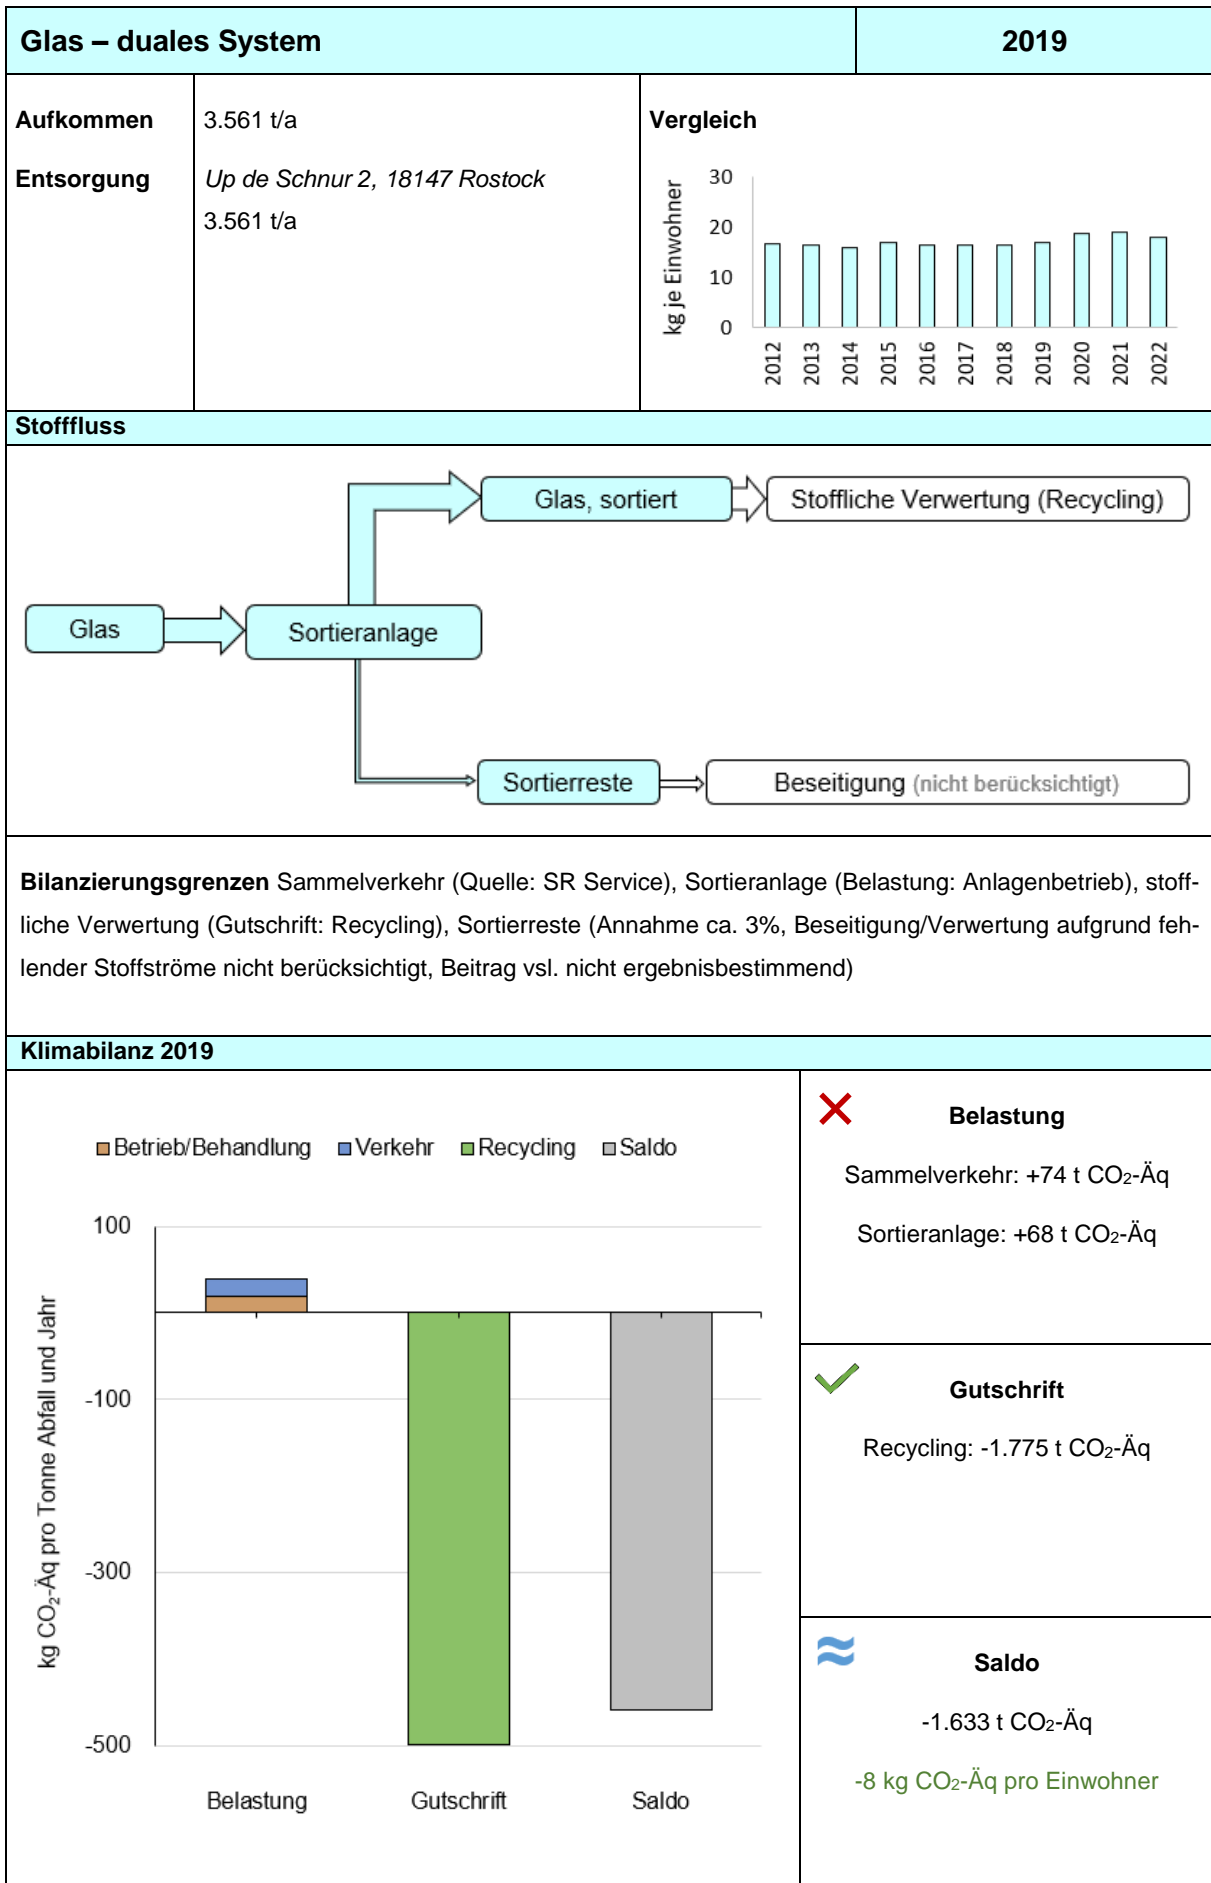 Glas – duales System
2019
Aufkommen
3.561 t/a
Entsorgung
Up de Schnur 2, 18147 Rostock
3.561 t/a
Vergleich
kg je Einwohner
30
20
10
0
2012
2013
2014
2015
2016
2017
2018
2019
2020
2021
2022
Stofffluss
Glas, sortiert
Stoffliche Verwertung (Recycling)
Glas
Sortieranlage
Sortierreste
Beseitigung (nicht berücksichtigt)
Bilanzierungsgrenzen Sammelverkehr (Quelle: SR Service), Sortieranlage (Belastung: Anlagenbetrieb), stoff-
liche Verwertung (Gutschrift: Recycling), Sortierreste (Annahme ca. 3%, Beseitigung/Verwertung aufgrund feh-
lender Stoffströme nicht berücksichtigt, Beitrag vsl. nicht ergebnisbestimmend)
Klimabilanz 2019
Betrieb/Behandlung Verkehr Recycling Saldo
kg CO₂-Äq pro Tonne Abfall und Jahr
100
-100
-300
-500
Belastung Gutschrift Saldo
Belastung
Sammelverkehr: +74 t CO₂-Äq
Sortieranlage: +68 t CO₂-Äq
Gutschrift
Recycling: -1.775 t CO₂-Äq
Saldo
-1.633 t CO₂-Äq
-8 kg CO₂-Äq pro Einwohner